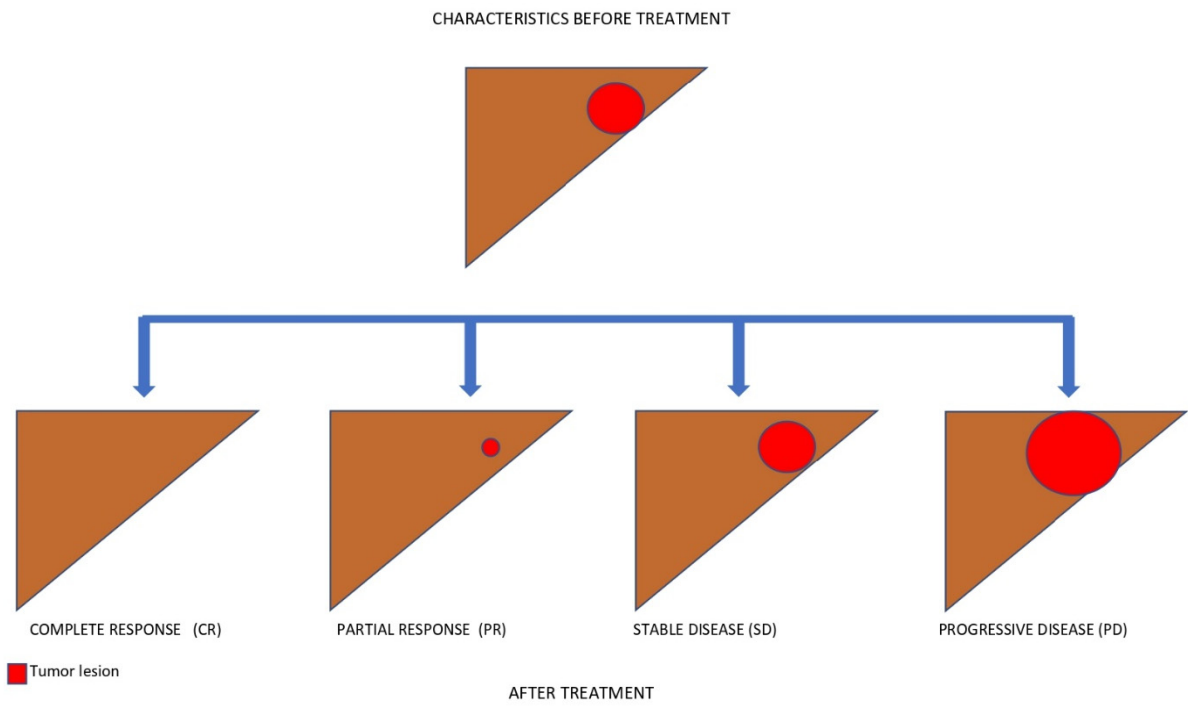 CHARACTERISTICS BEFORE TREATMENT
COMPLETE RESPONSE (CR)
PARTIAL RESPONSE (PR)
STABLE DISEASE (SD)
PROGRESSIVE DISEASE (PD)
Tumor lesion
AFTER TREATMENT